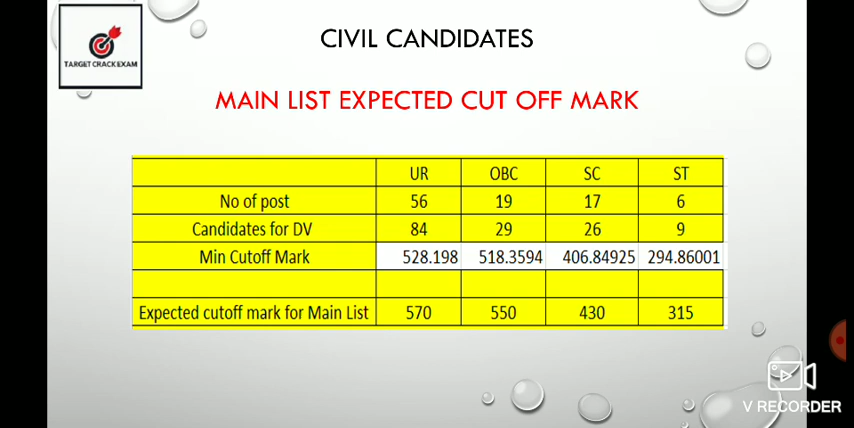 TARGET CRACK EXAM
CIVIL CANDIDATES
MAIN LIST EXPECTED CUT OFF MARK
UR OBC SC ST
No of post 56 19 17 6
Candidates for DV 84 29 26 9
Min Cutoff Mark 528.198 518.3594 406.84925 294.86001
Expected cutoff mark for Main List 570 550 430 315
V RECORDER